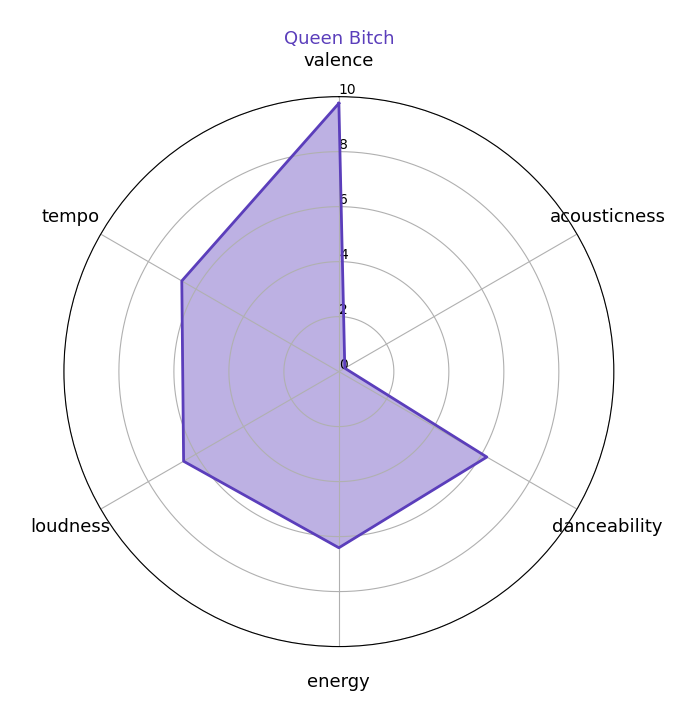 Queen Bitch
valence
10
8
6
4
2
0
tempo
acousticness
loudness
danceability
energy